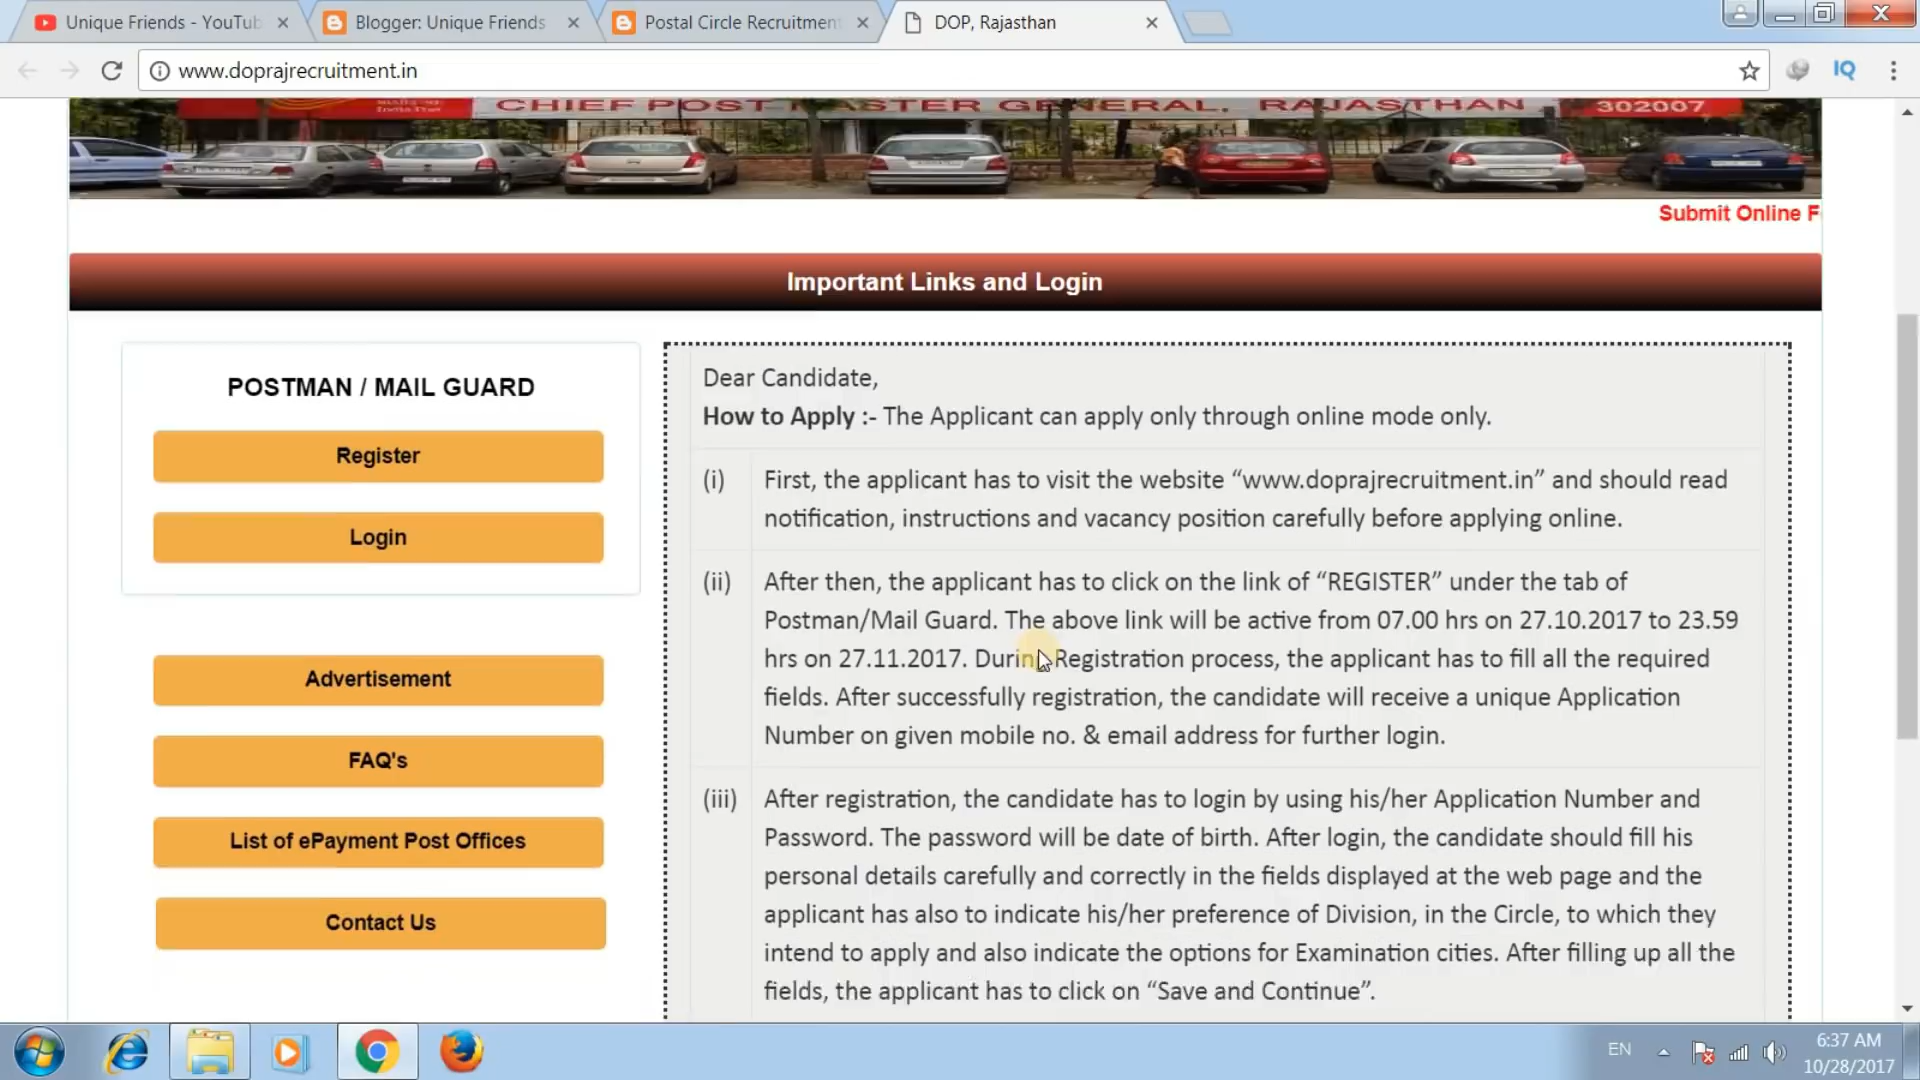 Unique Friends - YouTub
Blogger: Unique Friends
Postal Circle Recruitment
DOP, Rajasthan
www.doprajrecruitment.in
IQ
CHIEF POST MASTER GENERAL, RAJASTHAN
302007
Submit Online F
Important Links and Login
POSTMAN / MAIL GUARD
Register
Login
Advertisement
FAQ's
List of ePayment Post Offices
Contact Us
Dear Candidate,
How to Apply :- The Applicant can apply only through online mode only.
(i) First, the applicant has to visit the website “www.doprajrecruitment.in” and should read
notification, instructions and vacancy position carefully before applying online.
(ii) After then, the applicant has to click on the link of “REGISTER” under the tab of
Postman/Mail Guard. The above link will be active from 07.00 hrs on 27.10.2017 to 23.59
hrs on 27.11.2017. During Registration process, the applicant has to fill all the required
fields. After successfully registration, the candidate will receive a unique Application
Number on given mobile no. & email address for further login.
(iii) After registration, the candidate has to login by using his/her Application Number and
Password. The password will be date of birth. After login, the candidate should fill his
personal details carefully and correctly in the fields displayed at the web page and the
applicant has also to indicate his/her preference of Division, in the Circle, to which they
intend to apply and also indicate the options for Examination cities. After filling up all the
fields, the applicant has to click on “Save and Continue”.
EN
6:37 AM
10/28/2017